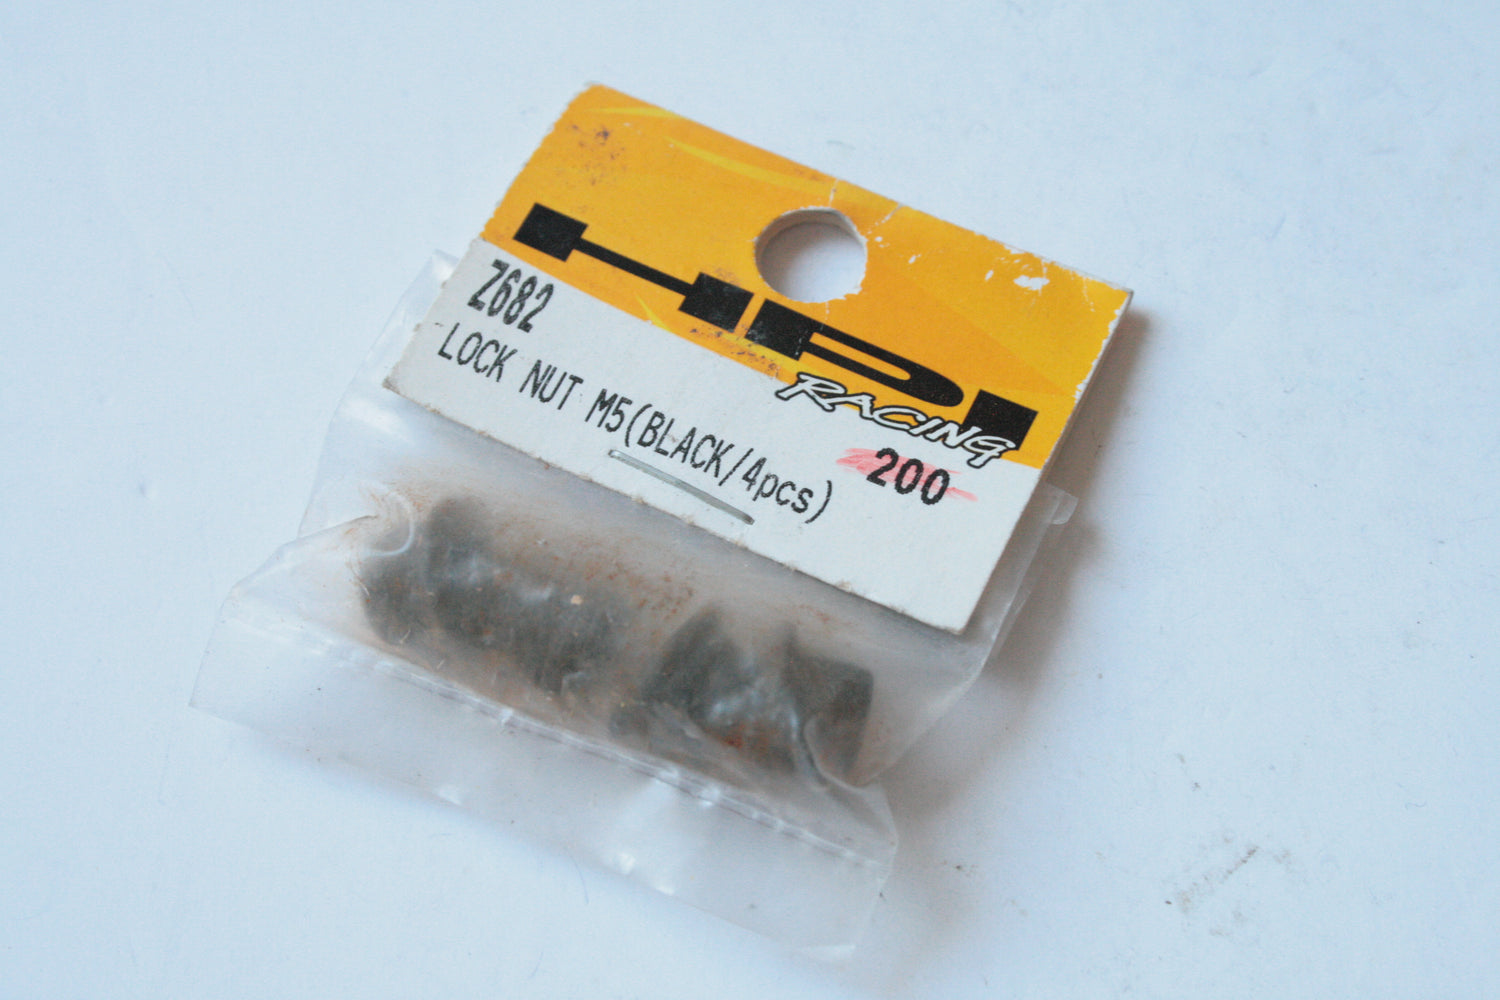 HPI
RACING
Z682
LOCK NUT M5(BLACK/4pcs)
200